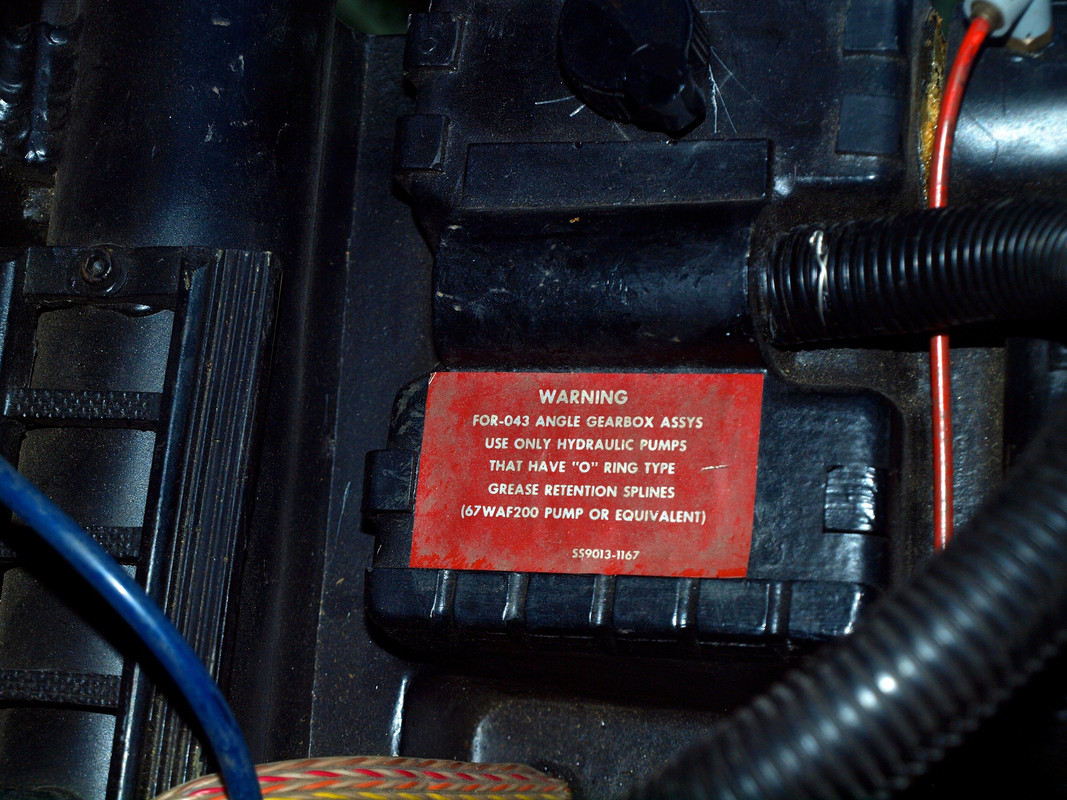 WARNING
FOR-043 ANGLE GEARBOX ASSYS
USE ONLY HYDRAULIC PUMPS
THAT HAVE "O" RING TYPE
GREASE RETENTION SPLINES
(67WAF200 PUMP OR EQUIVALENT)
SS9013-1167